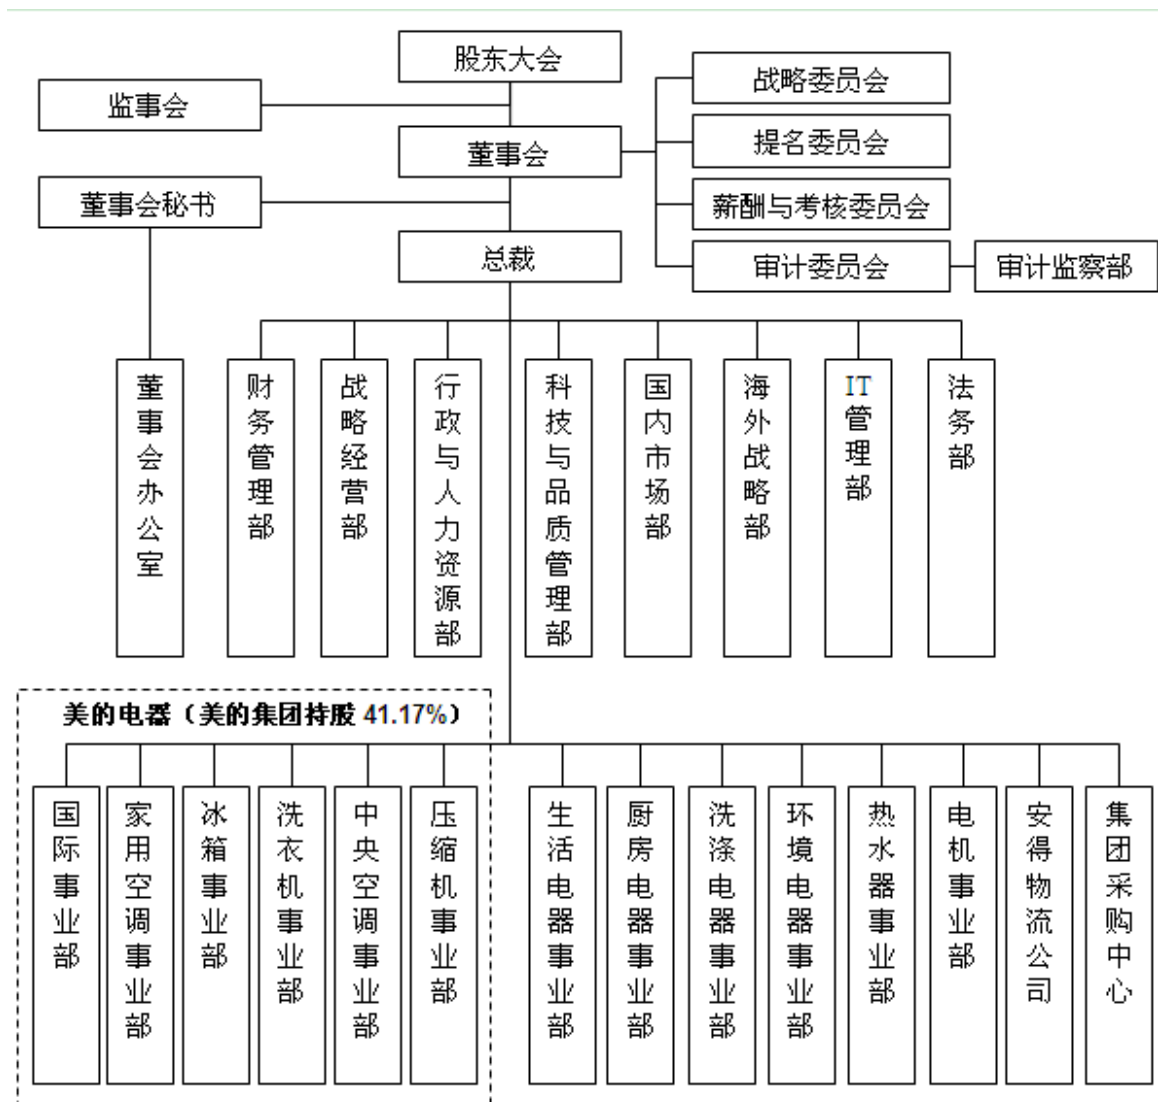 股东大会
战略委员会
监事会
提名委员会
董事会
薪酬与考核委员会
董事会秘书
总裁
审计委员会
审计监察部
董事会办公室
财务管理部
战略经营部
行政与人力资源部
科技与品质管理部
国内市场部
海外战略部
IT管理部
法务部
美的电器（美的集团持股 41.17%）
国际事业部
家用空调事业部
冰箱事业部
洗衣机事业部
中央空调事业部
压缩机事业部
生活电器事业部
厨房电器事业部
洗涤电器事业部
环境电器事业部
热水器事业部
电机事业部
安得物流公司
集团采购中心